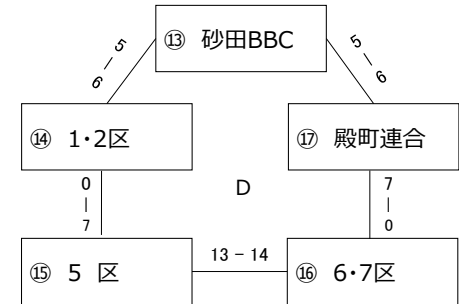 ⑬ 砂田BBC
5 － 6
5 － 6
⑭ 1・2区
⑰ 殿町連合
0 － 7
D
7 － 0
13 － 14
⑮ 5 区
⑯ 6・7区